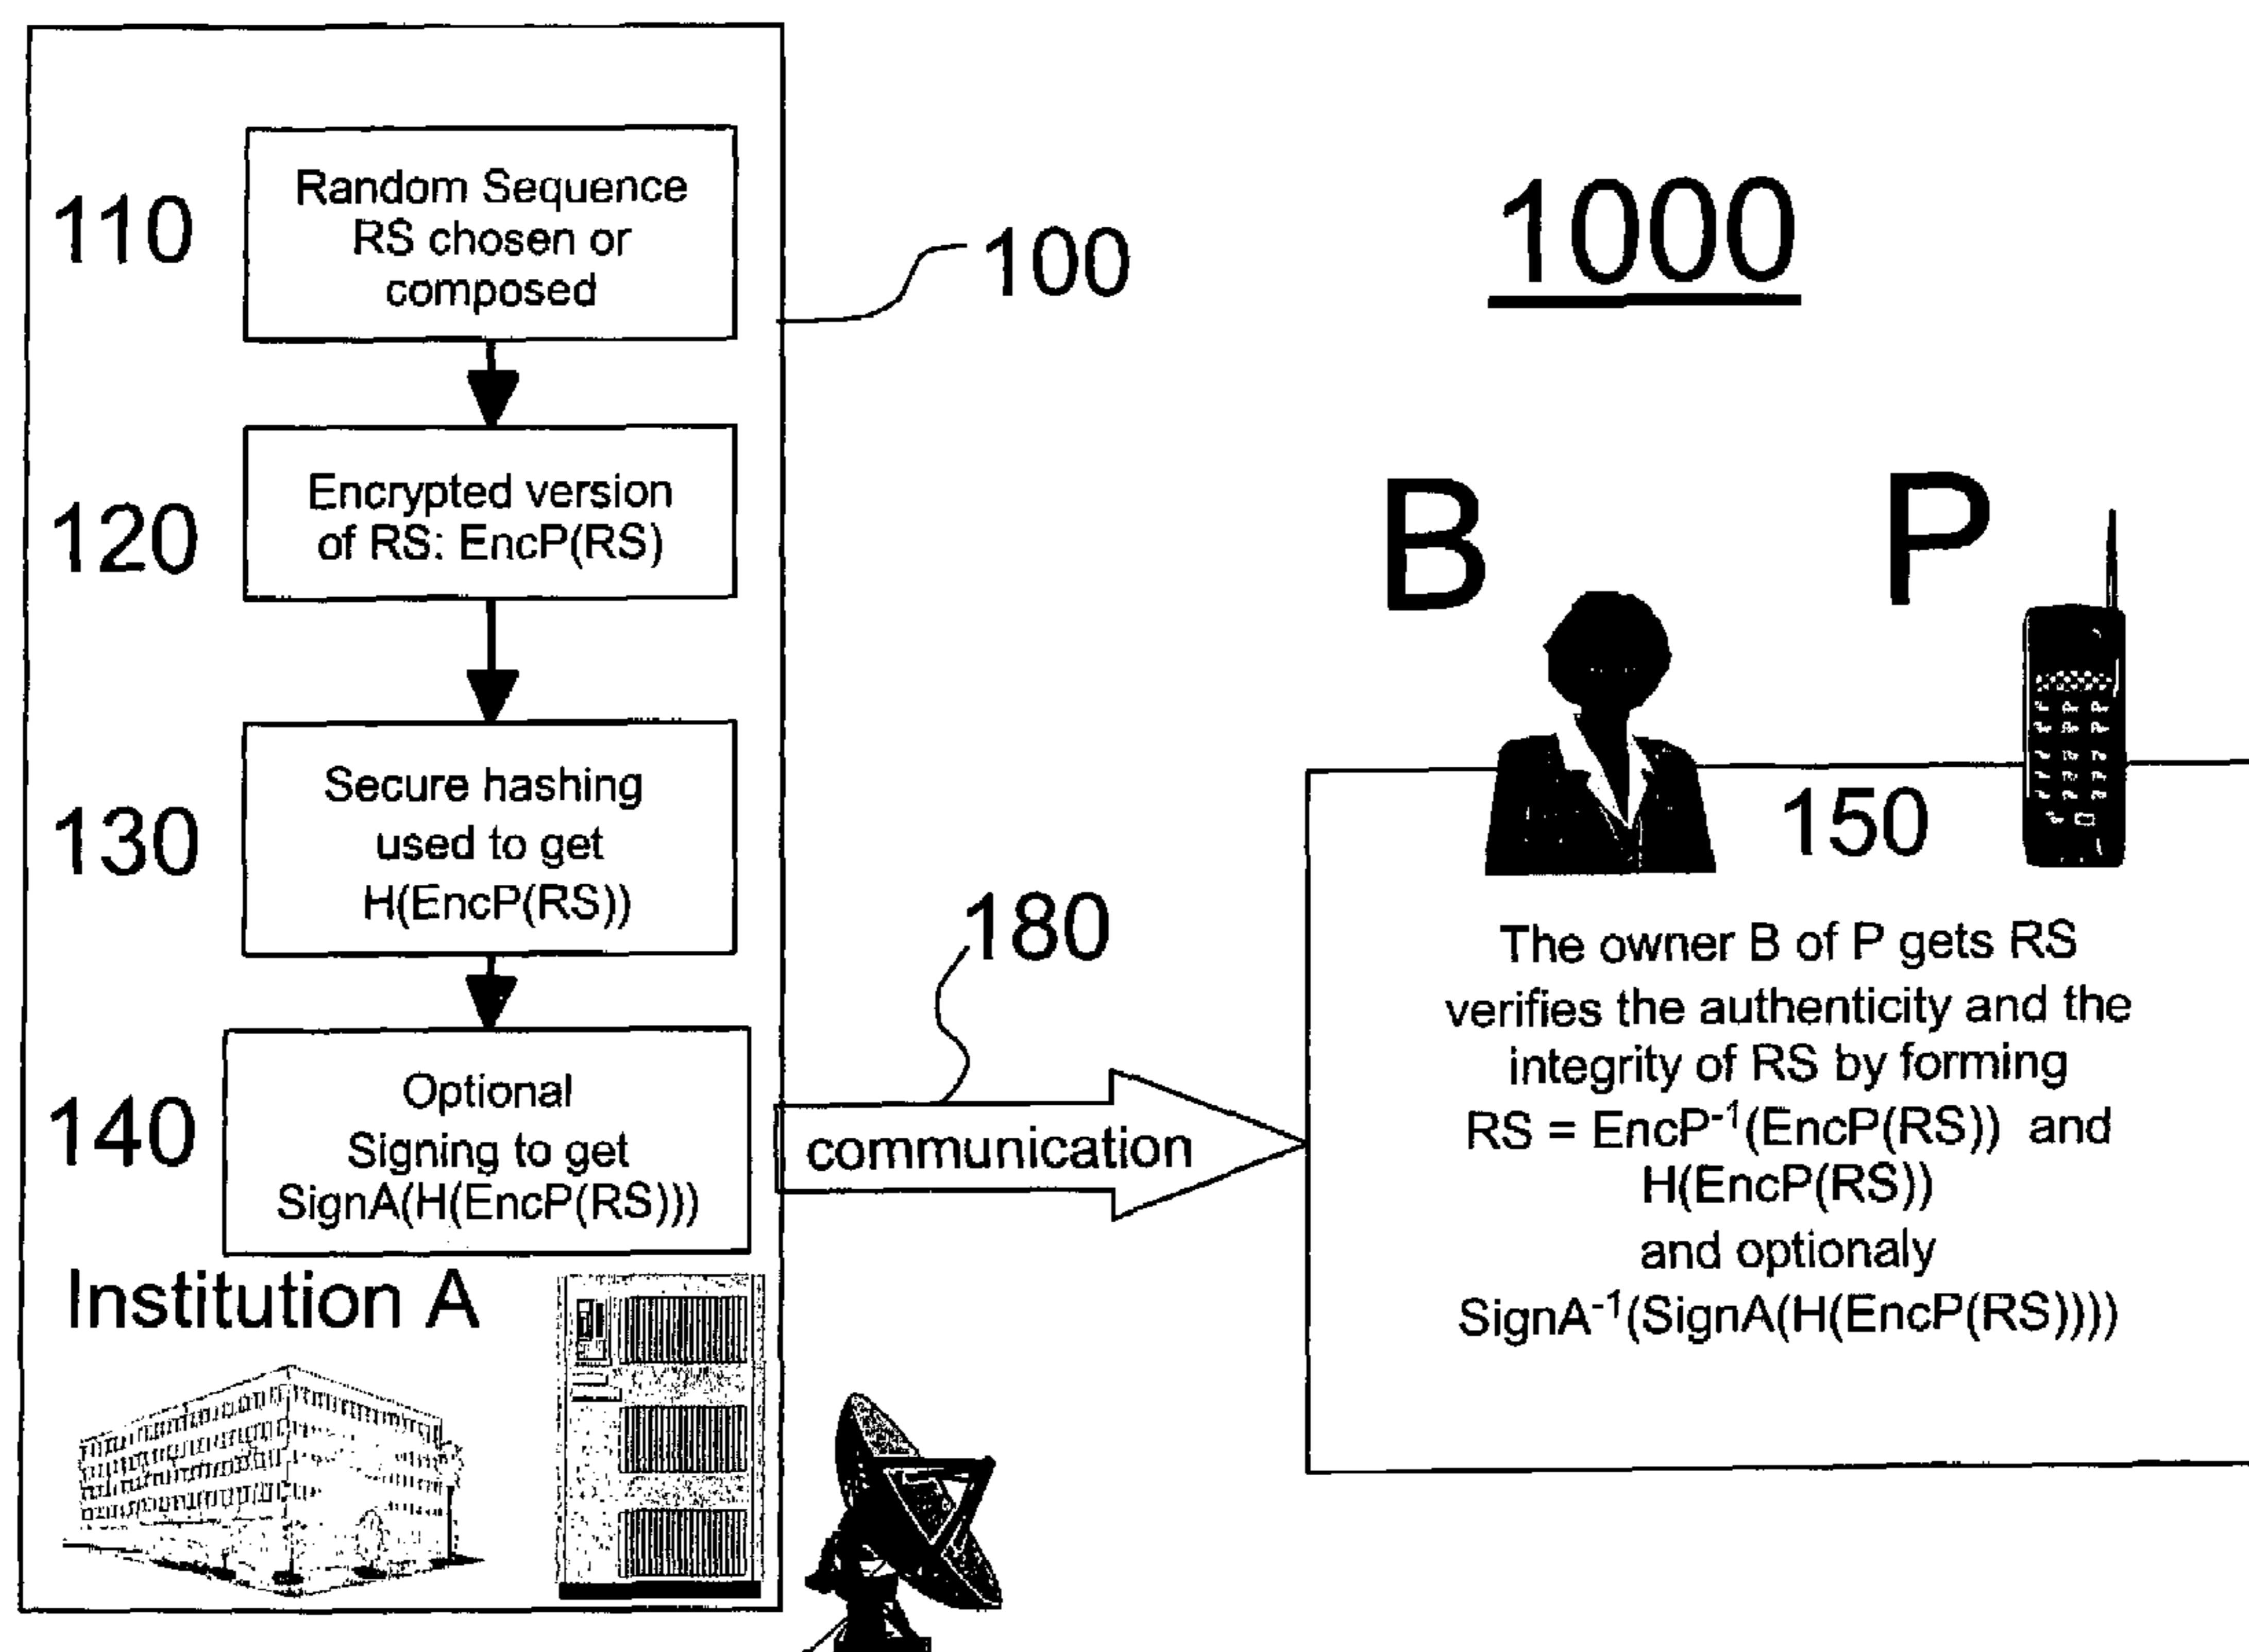 110
Random Sequence
RS chosen or
composed
100
1000
120
Encrypted version
of RS: EncP(RS)
B
P
130
Secure hashing
used to get
H(EncP(RS))
180
150
140
Optional
Signing to get
SignA(H(EncP(RS)))
communication
The owner B of P gets RS
verifies the authenticity and the
integrity of RS by forming
RS = EncP⁻¹(EncP(RS)) and
H(EncP(RS))
and optionaly
SignA⁻¹(SignA(H(EncP(RS))))
Institution A